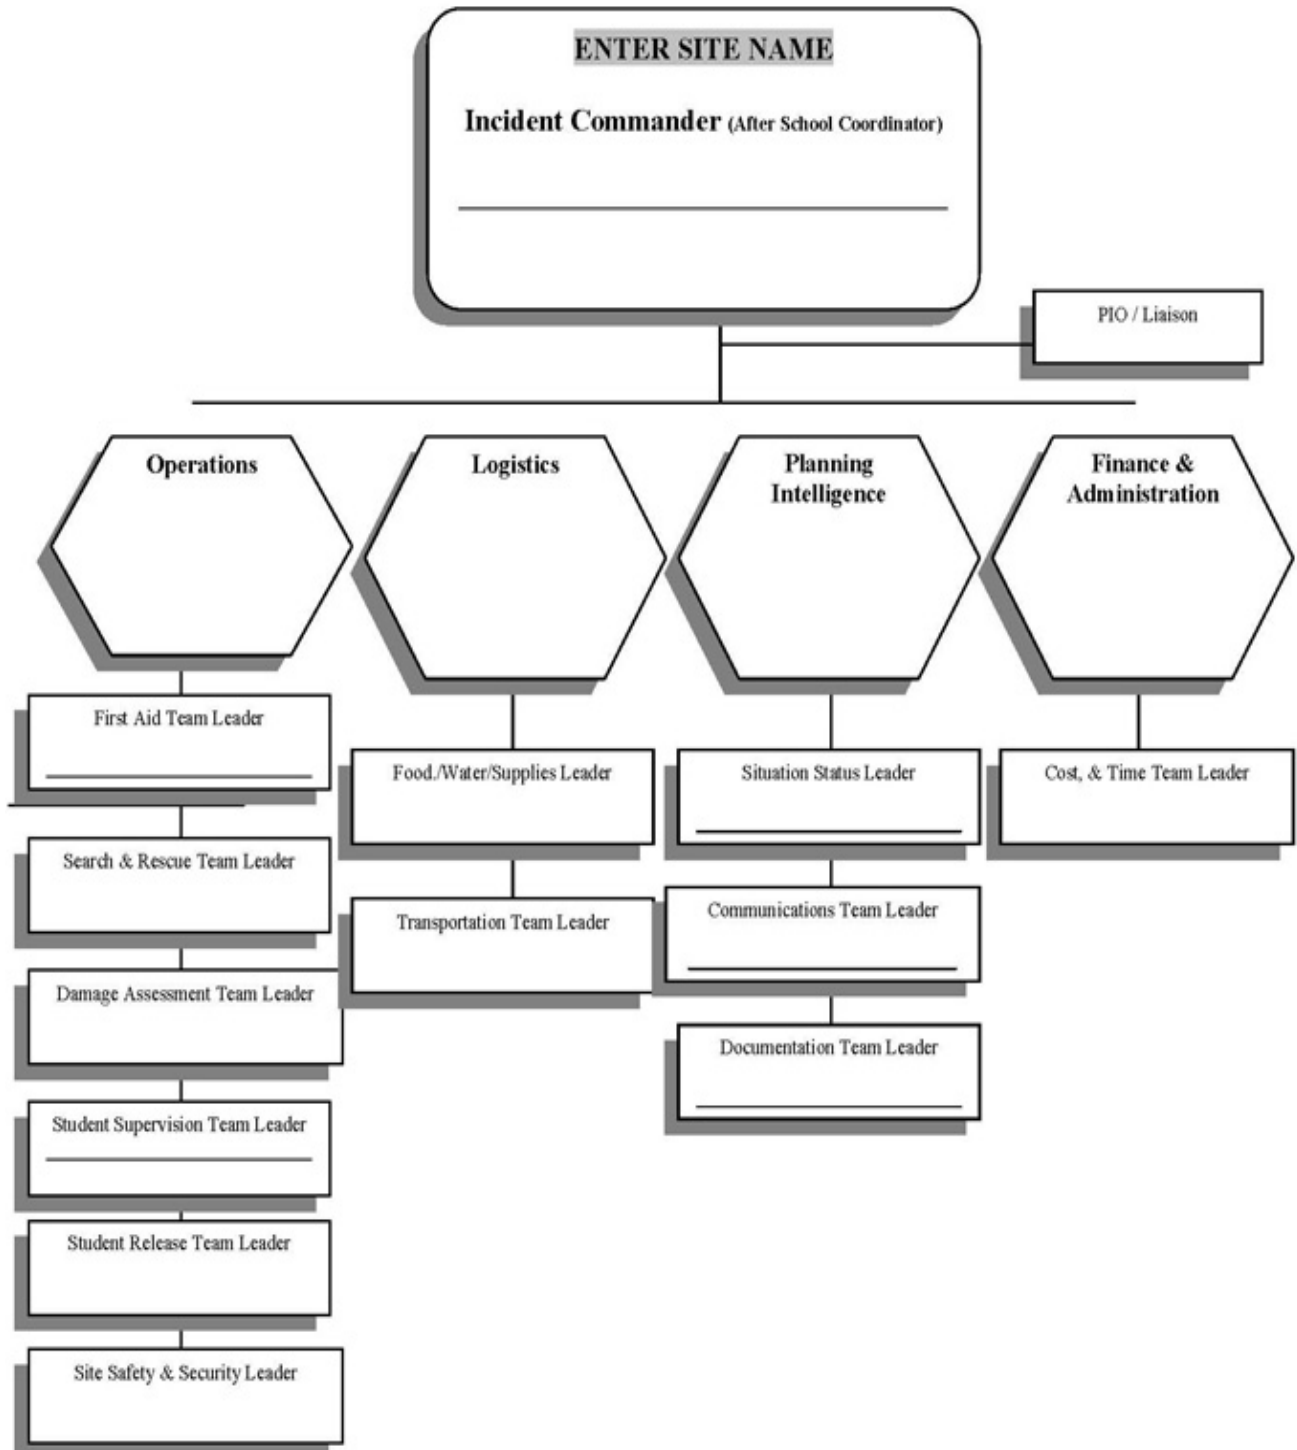 ENTER SITE NAME
Incident Commander (After School Coordinator)
PIO / Liaison
Operations
Logistics
Planning
Intelligence
Finance &
Administration
First Aid Team Leader
Search & Rescue Team Leader
Damage Assessment Team Leader
Student Supervision Team Leader
Student Release Team Leader
Site Safety & Security Leader
Food./Water/Supplies Leader
Transportation Team Leader
Situation Status Leader
Communications Team Leader
Documentation Team Leader
Cost, & Time Team Leader